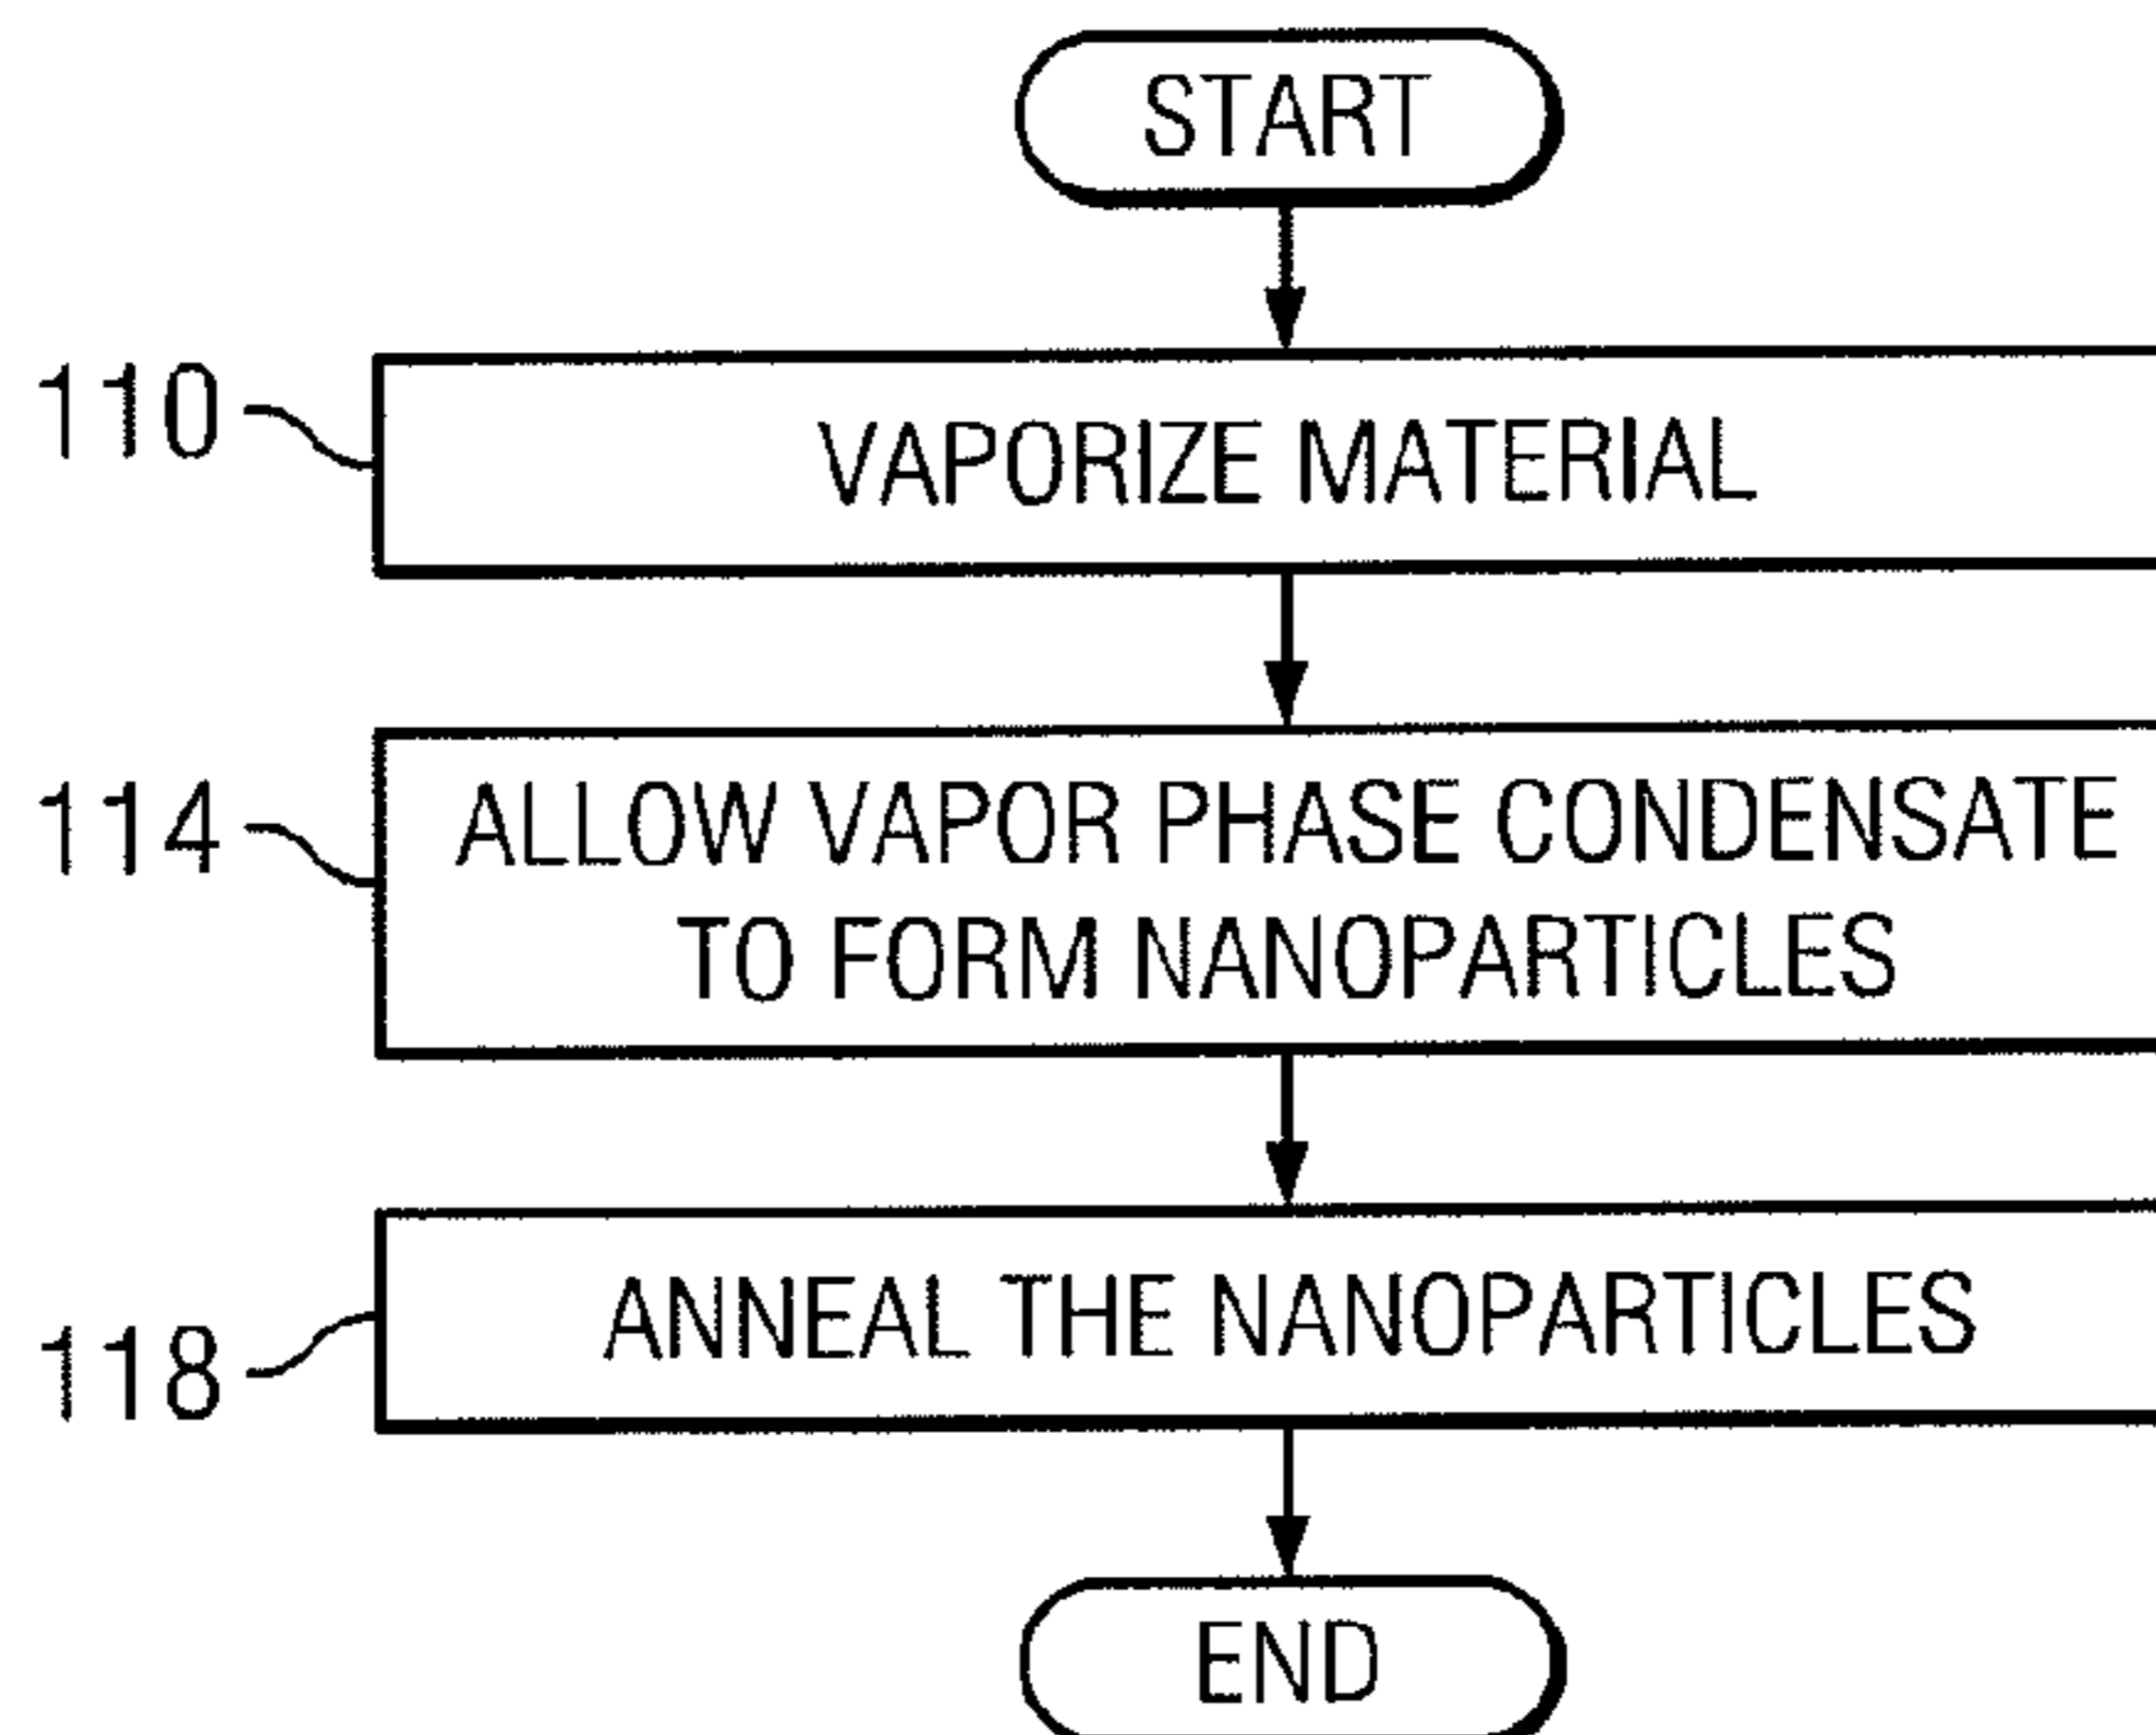 START
110
VAPORIZE MATERIAL
114
ALLOW VAPOR PHASE CONDENSATE
TO FORM NANOPARTICLES
118
ANNEAL THE NANOPARTICLES
END